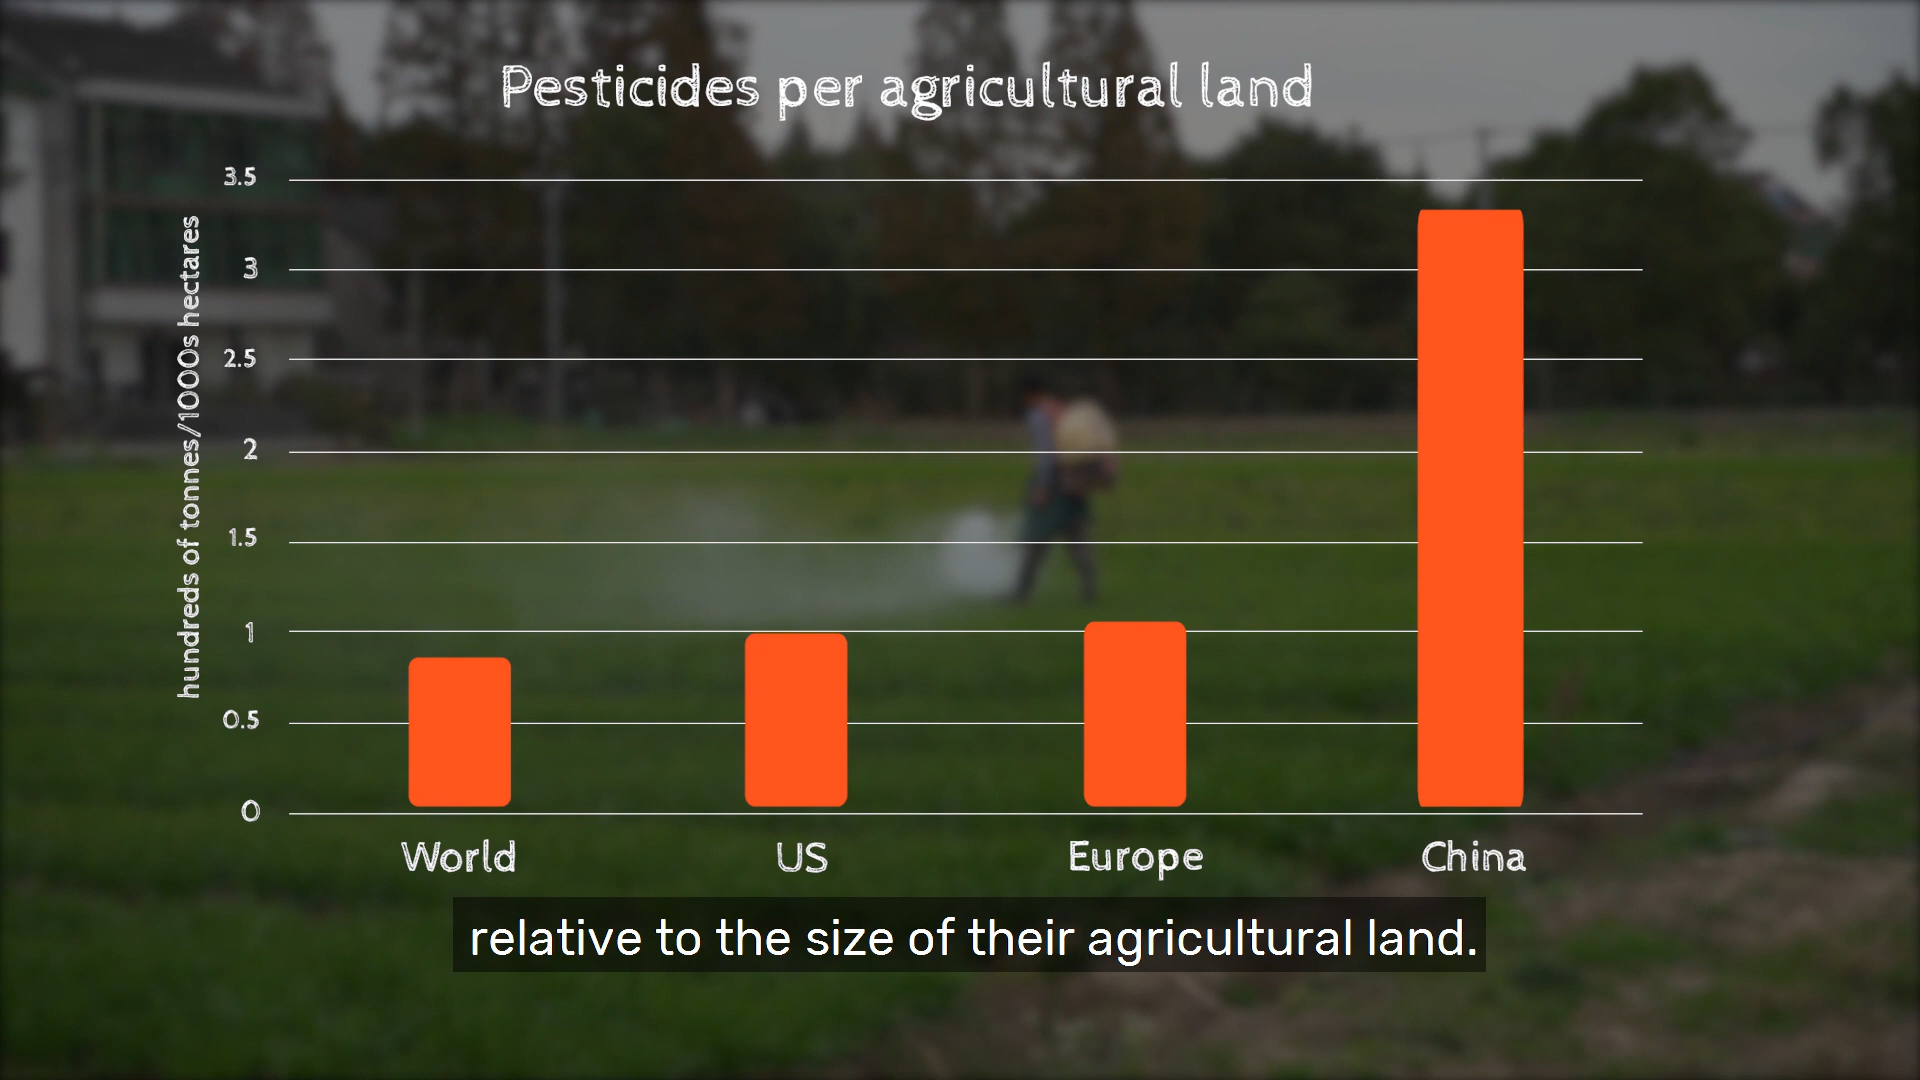 Pesticides per agricultural land
hundreds of tonnes/1000s hectares
3.5
3
2.5
2
1.5
1
0.5
0
World US Europe China
relative to the size of their agricultural land.